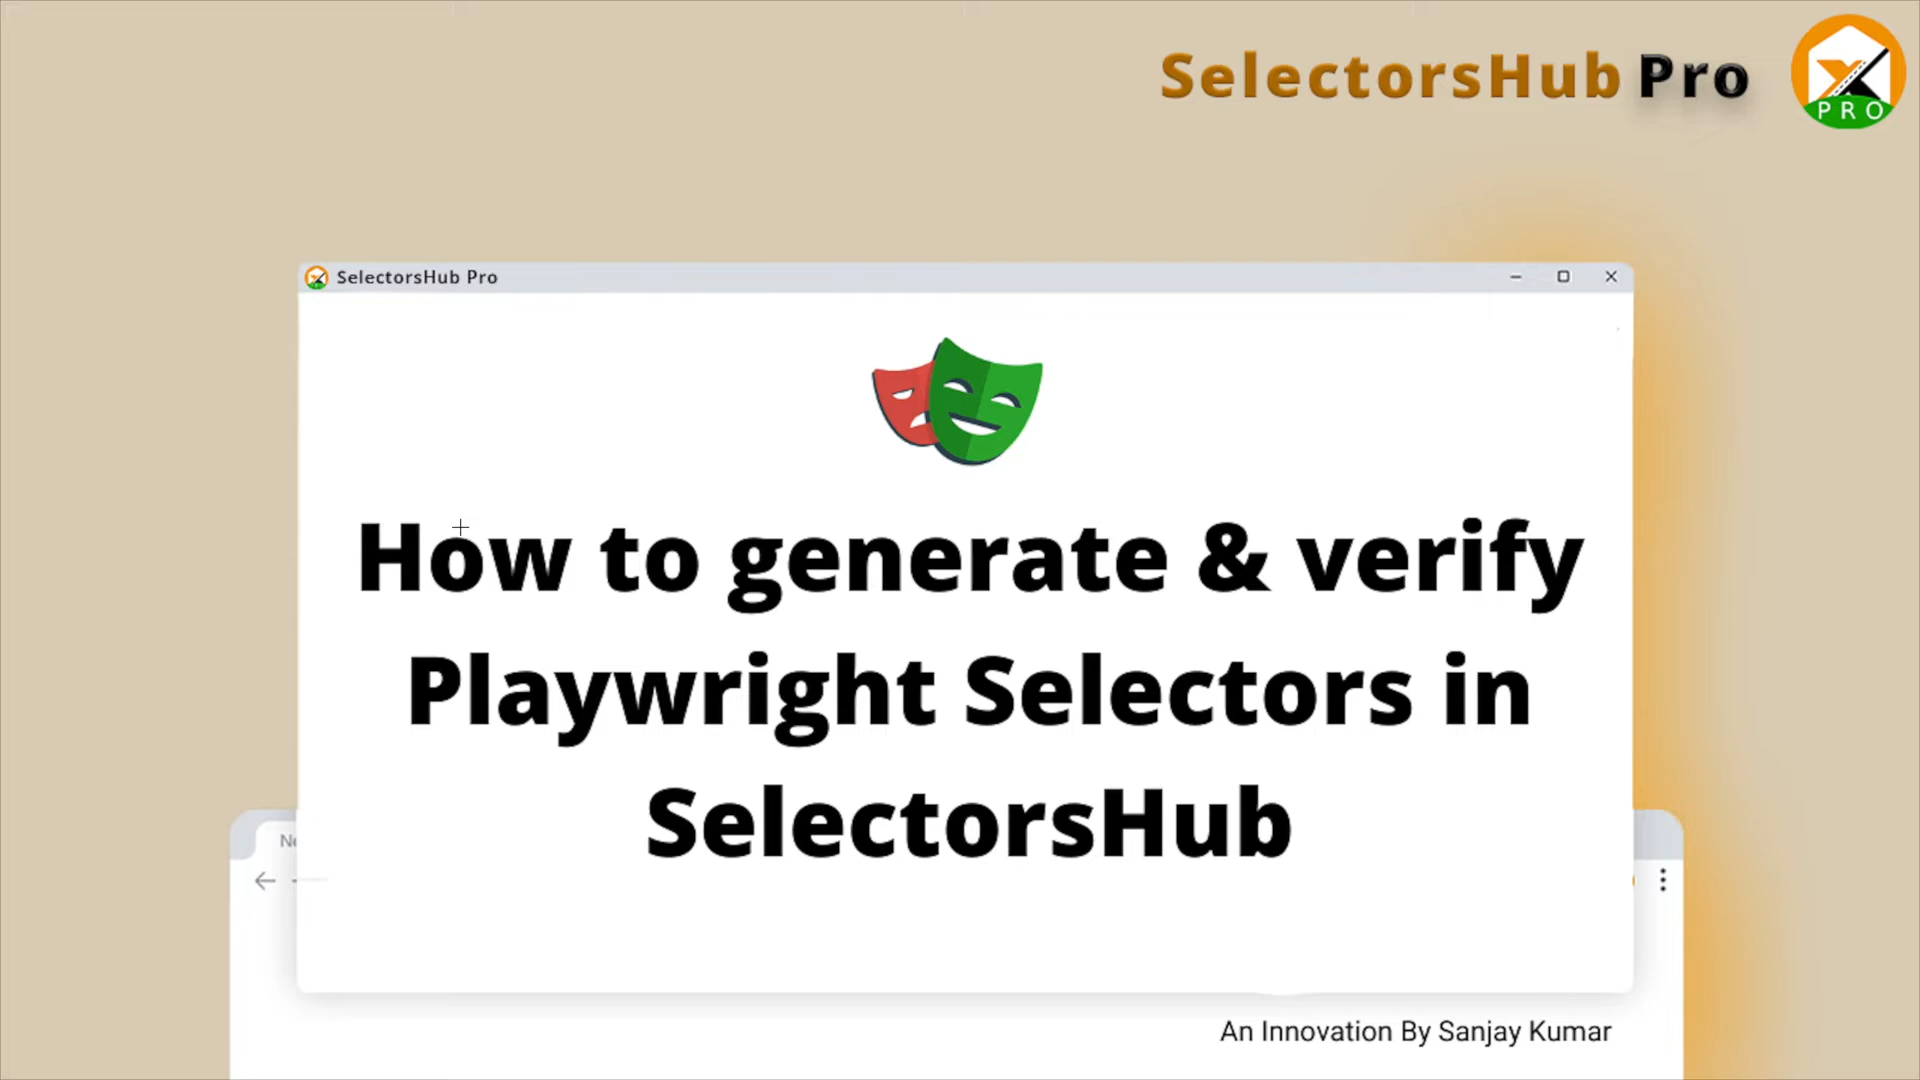 SelectorsHub Pro
PRO
SelectorsHub Pro
How to generate & verify
Playwright Selectors in
SelectorsHub
An Innovation By Sanjay Kumar